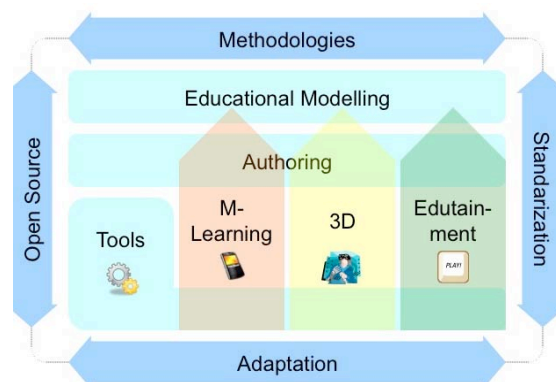 Methodologies
Educational Modelling
Authoring
Open Source
Standarization
Tools
M-
Learning
3D
Edutain-
ment
PLAY!
Adaptation